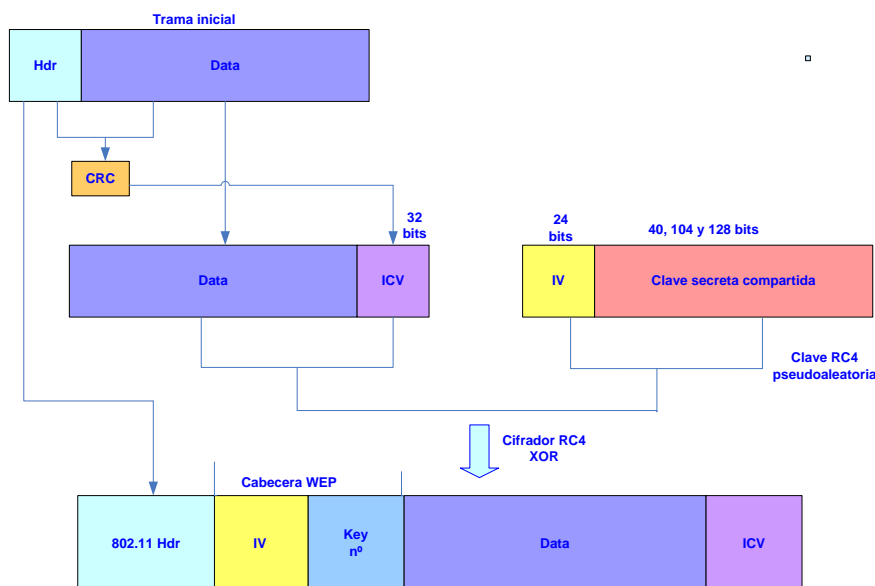 Trama inicial
Hdr
Data
CRC
32
bits
24
bits
40, 104 y 128 bits
Data
ICV
IV
Clave secreta compartida
Clave RC4
pseudoaleatoria
Cifrador RC4
XOR
Cabecera WEP
802.11 Hdr
IV
Key
nº
Data
ICV